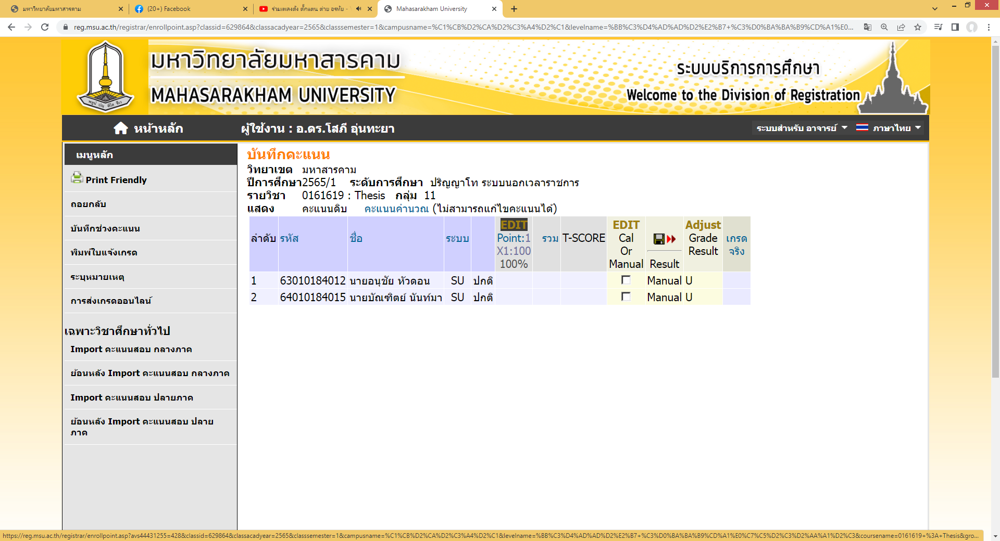 มหาวิทยาลัยมหาสารคาม
(20+) Facebook
ร่วมเพลงดัง ตั๊กแตน ต่าย อรทัย -
Mahasarakham University
reg.msu.ac.th/registrar/enrollpoint.asp?classid=629864&classacadyear=2565&classsemester=1&campusname=%C1%CB%D2%CA%D2%C3%A4%D2%C1&levelname=%BB%C3%D4%AD%AD%D2%E2%B7+%C3%D0%BA%BA%B9%CD%A1%E0...
มหาวิทยาลัยมหาสารคาม
MAHASARAKHAM UNIVERSITY
ระบบบริการการศึกษา
Welcome to the Division of Registration
หน้าหลัก
ผู้ใช้งาน : อ.ดร.โสภี อุ่นทะยา
ระบบสำหรับ อาจารย์
ภาษาไทย
เมนูหลัก
Print Friendly
ถอยกลับ
บันทึกช่วงคะแนน
พิมพ์ใบแจ้งเกรด
ระบุหมายเหตุ
การส่งเกรดออนไลน์
เฉพาะวิชาศึกษาทั่วไป
Import คะแนนสอบ กลางภาค
ย้อนหลัง Import คะแนนสอบ กลางภาค
Import คะแนนสอบ ปลายภาค
ย้อนหลัง Import คะแนนสอบ ปลาย
ภาค
บันทึกคะแนน
วิทยาเขต มหาสารคาม
ปีการศึกษา 2565/1 ระดับการศึกษา ปริญญาโท ระบบนอกเวลาราชการ
รายวิชา 0161619 : Thesis กลุ่ม 11
แสดง คะแนนดิบ คะแนนคำนวณ (ไม่สามารถแก้ไขคะแนนได้)
ลำดับ รหัส ชื่อ ระบบ EDIT Point:1 X1:100 100% รวม T-SCORE EDIT Cal Or Manual Result Adjust Grade Result เกรด จริง
1 63010184012 นายอนุชัย หัวดอน SU ปกติ Manual U
2 64010184015 นายบัณฑิตย์ นันท์มา SU ปกติ Manual U
https://reg.msu.ac.th/registrar/enrollpoint.asp?avs44431255=428&classid=629864&classacadyear=2565&classsemester=1&campusname=%C1%CB%D2%CA%D2%C3%A4%D2%C1&levelname=%BB%C3%D4%AD%AD%D2%E2%B7+%C3%D0%BA%BA%B9%CD%A1%E0%C7%C5%D2%C3%D2%AA%A1%D2%C3&coursename=0161619+%3A+Thesis&gro...